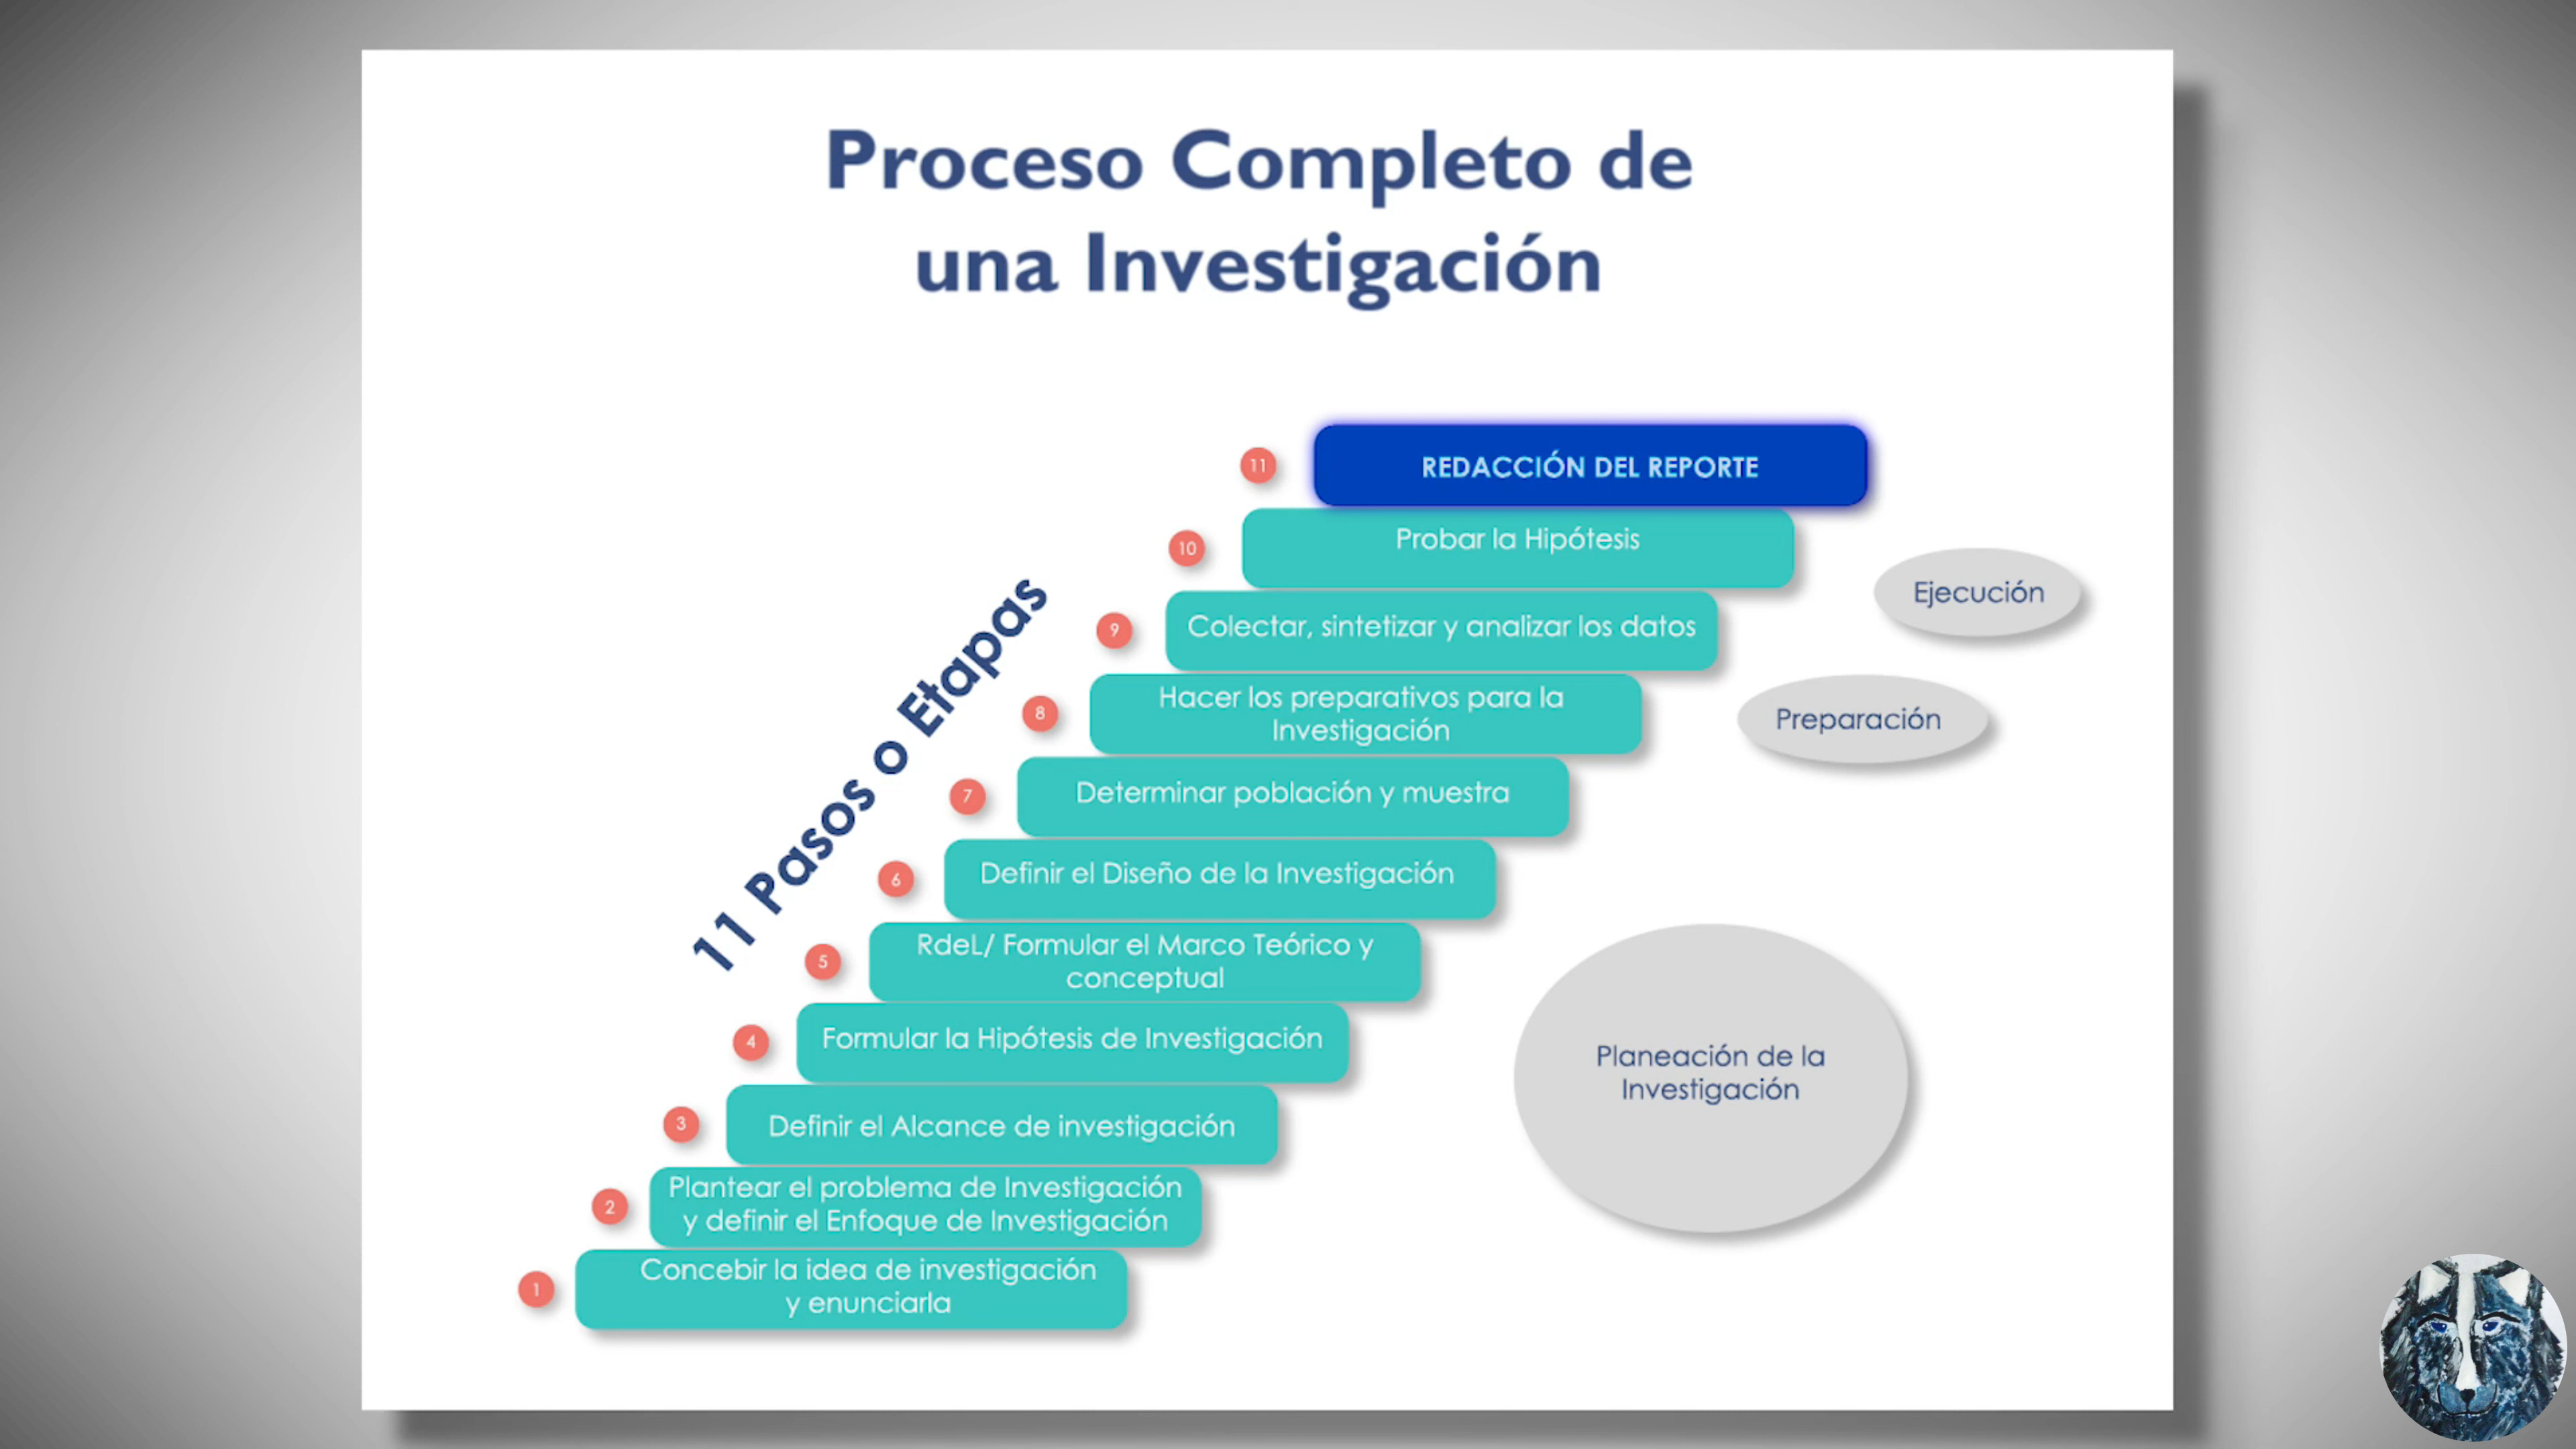 Proceso Completo de
una Investigación
11 Pasos o Etapas
11
REDACCIÓN DEL REPORTE
10
Probar la Hipótesis
9
Colectar, sintetizar y analizar los datos
8
Hacer los preparativos para la
Investigación
7
Determinar población y muestra
6
Definir el Diseño de la Investigación
5
RdeL/ Formular el Marco Teórico y
conceptual
4
Formular la Hipótesis de Investigación
3
Definir el Alcance de investigación
2
Plantear el problema de Investigación
y definir el Enfoque de Investigación
1
Concebir la idea de investigación
y enunciarla
Ejecución
Preparación
Planeación de la
Investigación